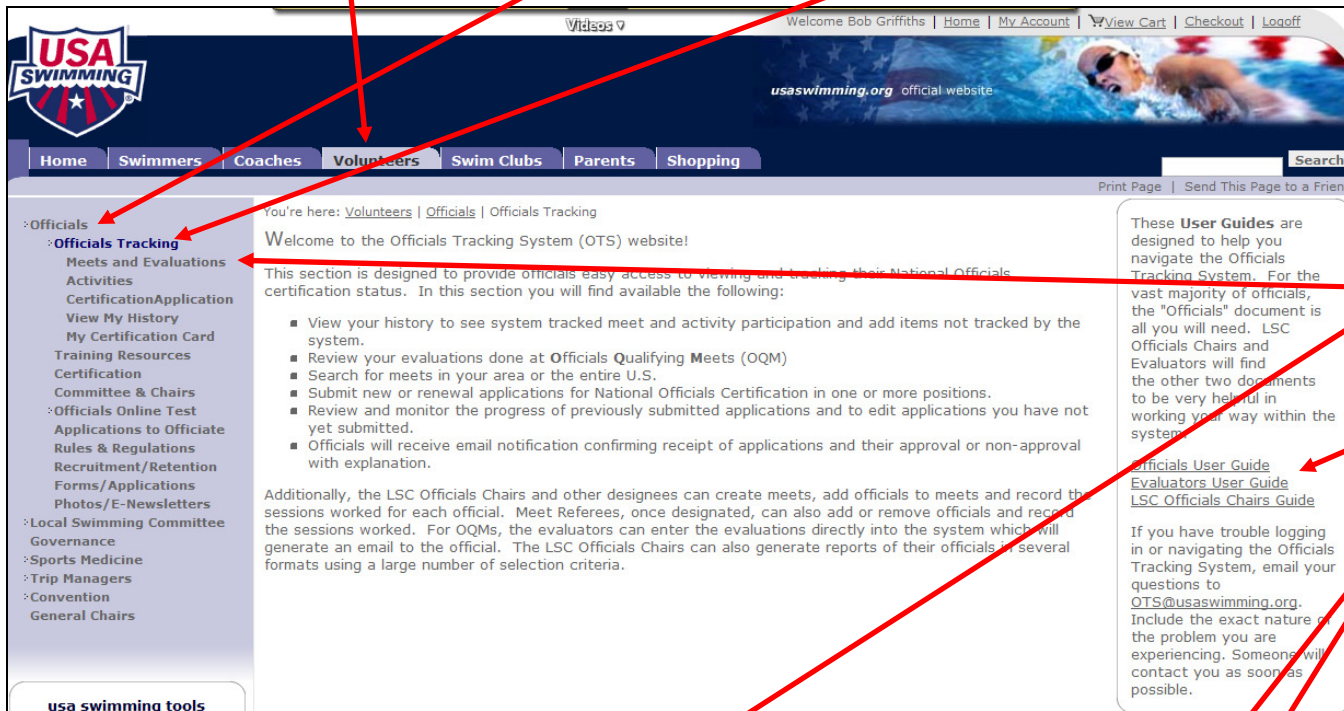 Videos ▽
Welcome Bob Griffiths | Home | My Account | View Cart | Checkout | Logoff
USA
SWIMMING
®
usaswimming.org official website
Home Swimmers Coaches Volunteers Swim Clubs Parents Shopping
Search
Print Page | Send This Page to a Frien
Officials
Officials Tracking
Meets and Evaluations
Activities
CertificationApplication
View My History
My Certification Card
Training Resources
Certification
Committee & Chairs
Officials Online Test
Applications to Officiate
Rules & Regulations
Recruitment/Retention
Forms/Applications
Photos/E-Newsletters
Local Swimming Committee
Governance
Sports Medicine
Trip Managers
Convention
General Chairs
usa swimming tools
You're here: Volunteers | Officials | Officials Tracking
Welcome to the Officials Tracking System (OTS) website!
This section is designed to provide officials easy access to viewing and tracking their National Officials
certification status. In this section you will find available the following:
■ View your history to see system tracked meet and activity participation and add items not tracked by the
system.
■ Review your evaluations done at Officials Qualifying Meets (OQM)
■ Search for meets in your area or the entire U.S.
■ Submit new or renewal applications for National Officials Certification in one or more positions.
■ Review and monitor the progress of previously submitted applications and to edit applications you have not
yet submitted.
■ Officials will receive email notification confirming receipt of applications and their approval or non-approval
with explanation.
Additionally, the LSC Officials Chairs and other designees can create meets, add officials to meets and record the
sessions worked for each official. Meet Referees, once designated, can also add or remove officials and record
the sessions worked. For OQMs, the evaluators can enter the evaluations directly into the system which will
generate an email to the official. The LSC Officials Chairs can also generate reports of their officials in several
formats using a large number of selection criteria.
These User Guides are
designed to help you
navigate the Officials
Tracking System. For the
vast majority of officials,
the "Officials" document is
all you will need. LSC
Officials Chairs and
Evaluators will find
the other two documents
to be very helpful in
working your way within the
system.
Officials User Guide
Evaluators User Guide
LSC Officials Chairs Guide
If you have trouble logging
in or navigating the Officials
Tracking System, email your
questions to
OTS@usaswimming.org.
Include the exact nature of
the problem you are
experiencing. Someone will
contact you as soon as
possible.